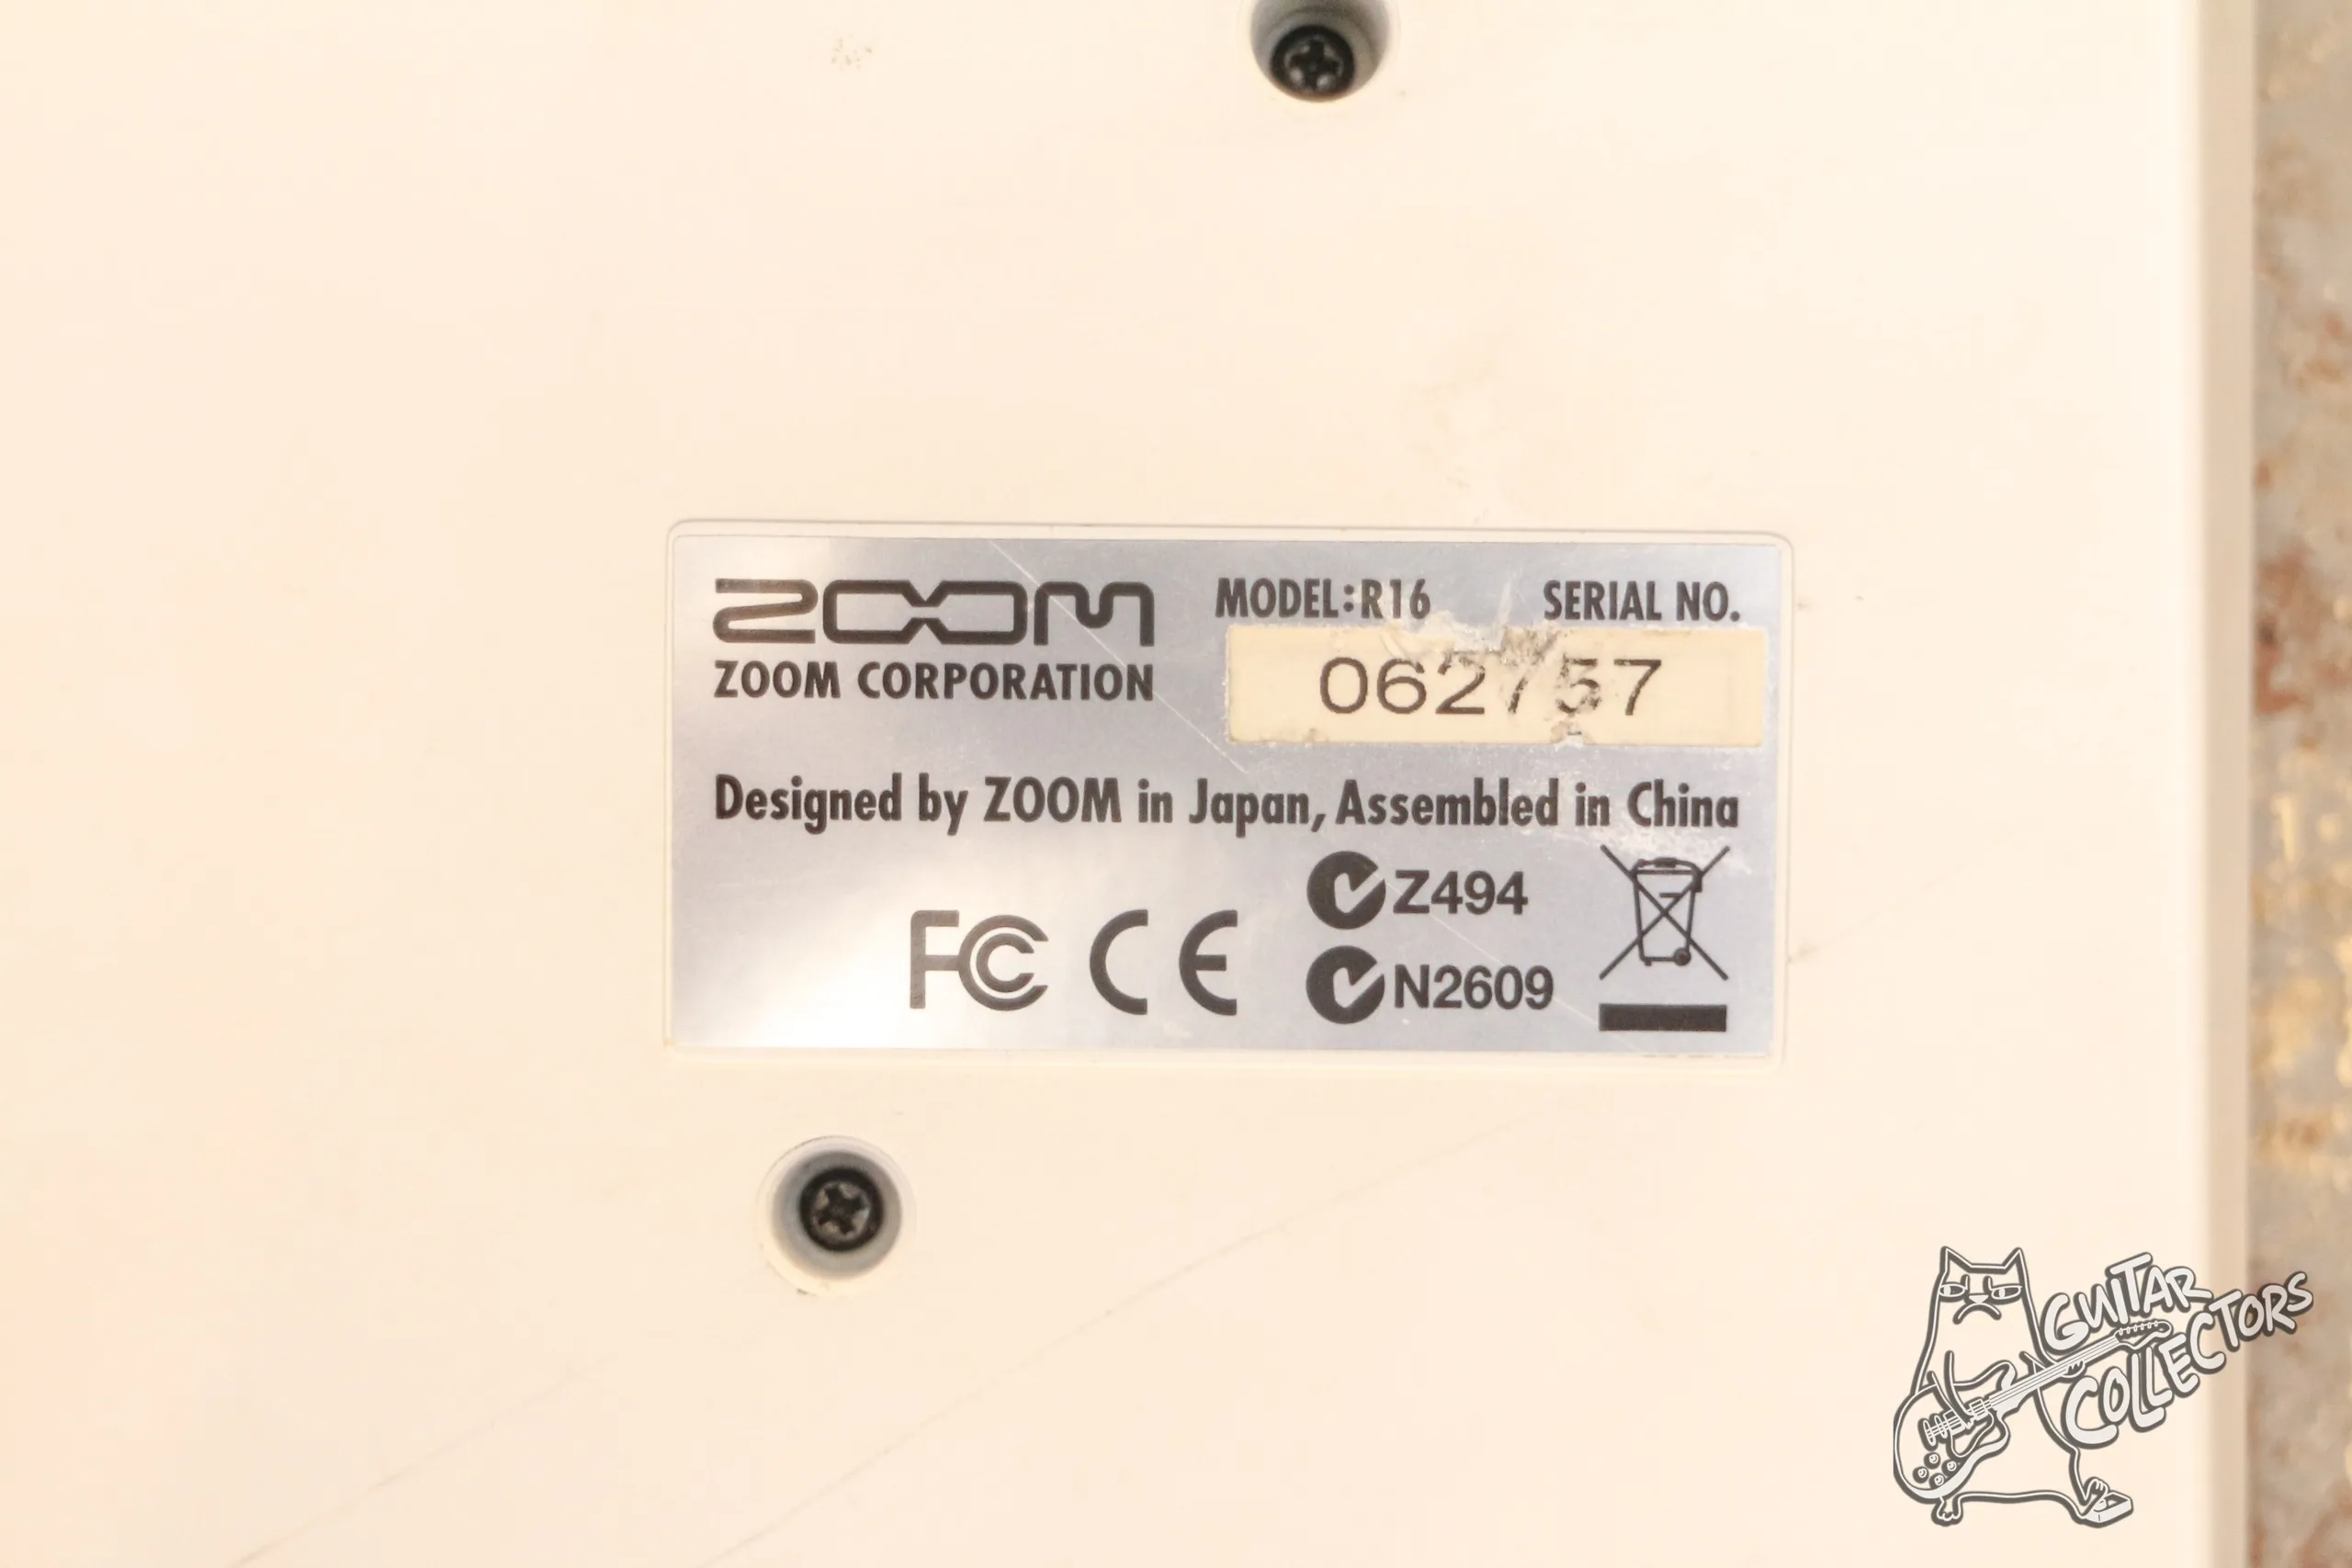 ZOOM
ZOOM CORPORATION
MODEL:R16
SERIAL NO.
062757
Designed by ZOOM in Japan, Assembled in China
FC CE
Z494
N2609
GUITAR
COLLECTORS